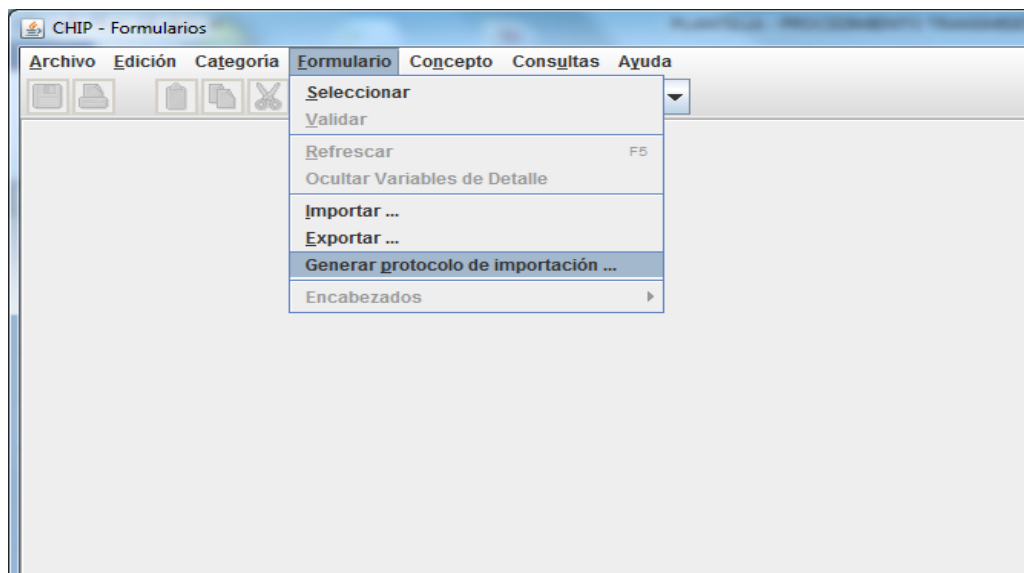 CHIP - Formularios
Archivo Edición Categoría Formulario Concepto Consultas Ayuda
Seleccionar
Validar
Refrescar F5
Ocultar Variables de Detalle
Importar ...
Exportar ...
Generar protocolo de importación ...
Encabezados